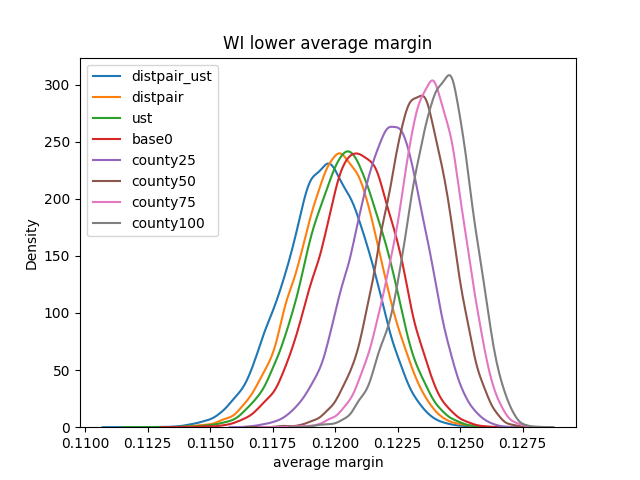 WI lower average margin
distpair_ust
distpair
ust
base0
county25
county50
county75
county100
Density
300
250
200
150
100
50
0
0.1100 0.1125 0.1150 0.1175 0.1200 0.1225 0.1250 0.1275
average margin